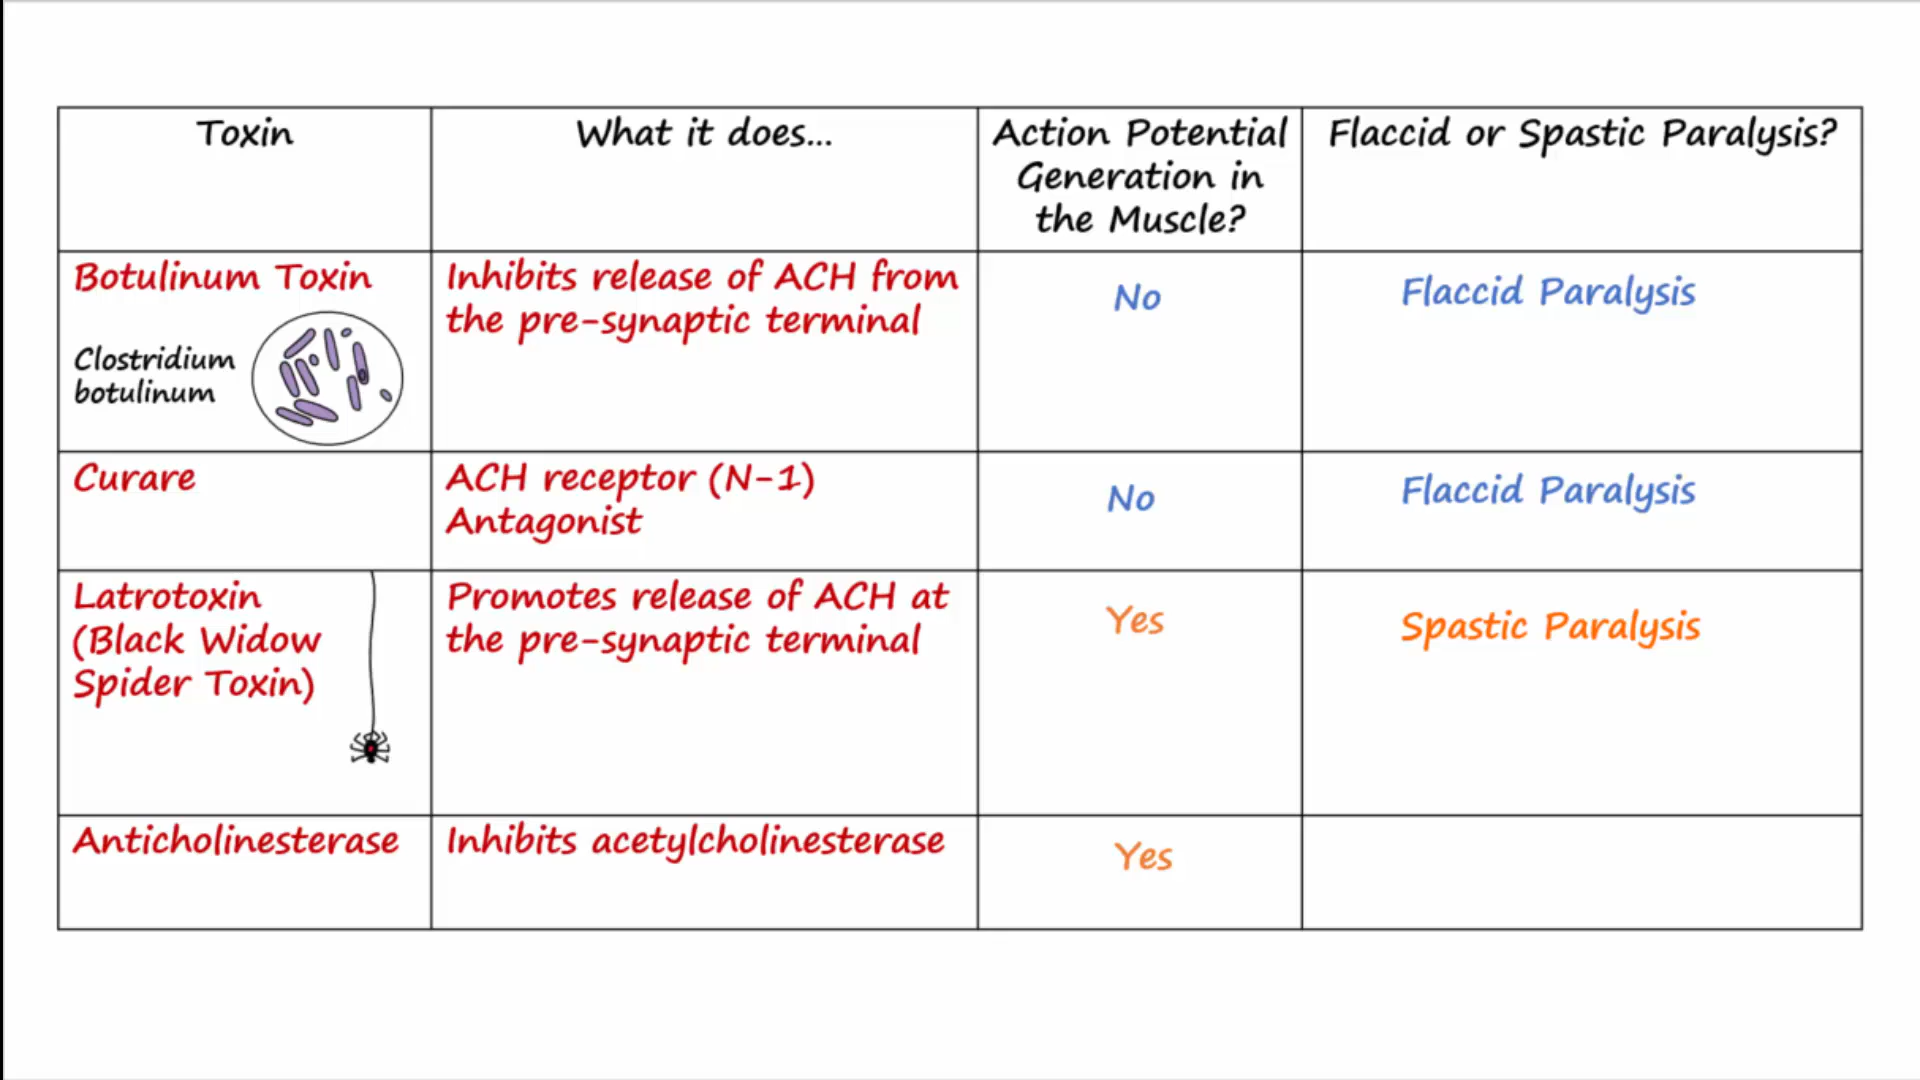 Toxin
What it does...
Action Potential
Generation in
the Muscle?
Flaccid or Spastic Paralysis?
Botulinum Toxin
Clostridium
botulinum
Inhibits release of ACH from
the pre-synaptic terminal
No
Flaccid Paralysis
Curare
ACH receptor (N-1)
Antagonist
No
Flaccid Paralysis
Latrotoxin
(Black Widow
Spider Toxin)
Promotes release of ACH at
the pre-synaptic terminal
Yes
Spastic Paralysis
Anticholinesterase
Inhibits acetylcholinesterase
Yes